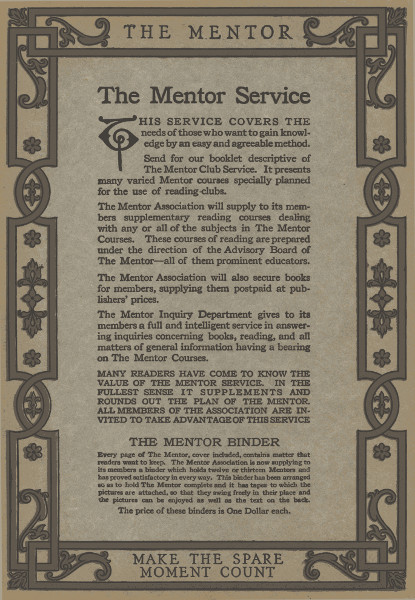 THE MENTOR
The Mentor Service
THIS SERVICE COVERS THE
needs of those who want to gain knowl-
edge by an easy and agreeable method.
Send for our booklet descriptive of
The Mentor Club Service. It presents
many varied Mentor courses specially planned
for the use of reading clubs.
The Mentor Association will supply to its mem-
bers supplementary reading courses dealing
with any or all of the subjects in The Mentor
Courses. These courses of reading are prepared
under the direction of the Advisory Board of
The Mentor—all of them prominent educators.
The Mentor Association will also secure books
for members, supplying them postpaid at pub-
lishers' prices.
The Mentor Inquiry Department gives to its
members a full and intelligent service in answer-
ing inquiries concerning books, reading, and all
matters of general information having a bearing
on The Mentor Courses.
MANY READERS HAVE COME TO KNOW THE
VALUE OF THE MENTOR SERVICE. IN THE
FULLEST SENSE IT SUPPLEMENTS AND
ROUNDS OUT THE PLAN OF THE MENTOR.
ALL MEMBERS OF THE ASSOCIATION ARE IN-
VITED TO TAKE ADVANTAGE OF THIS SERVICE
THE MENTOR BINDER
Every page of The Mentor, cover included, contains matter that
readers want to keep. The Mentor Association is now supplying to
its members a binder which holds twelve or thirteen Mentors and
has proved satisfactory in every way. This binder has been arranged
so as to hold The Mentor complete and it has tapes to which the
pictures are attached, so that they swing freely in their place and
the pictures can be enjoyed as well as the text on the back.
The price of these binders is One Dollar each.
MAKE THE SPARE
MOMENT COUNT